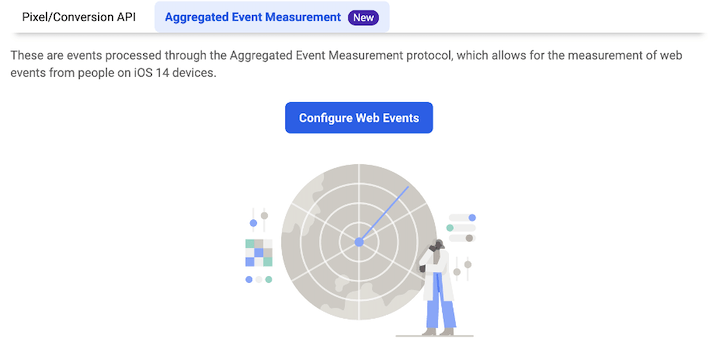 Pixel/Conversion API
Aggregated Event Measurement New
These are events processed through the Aggregated Event Measurement protocol, which allows for the measurement of web
events from people on iOS 14 devices.
Configure Web Events